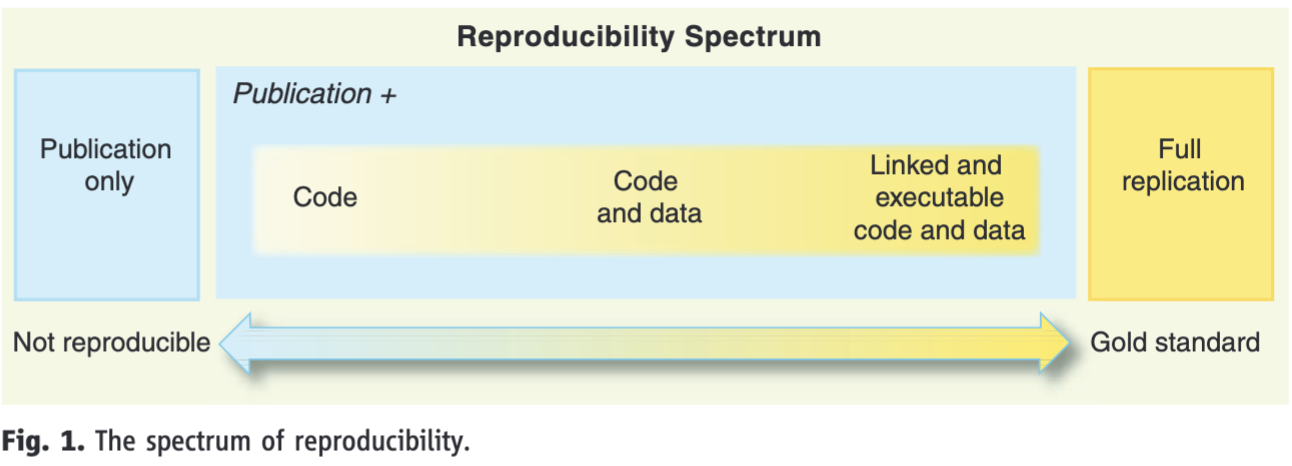 Reproducibility Spectrum
Publication
only
Publication +
Code
Code
and data
Linked and
executable
code and data
Full
replication
Not reproducible
Gold standard
Fig. 1. The spectrum of reproducibility.